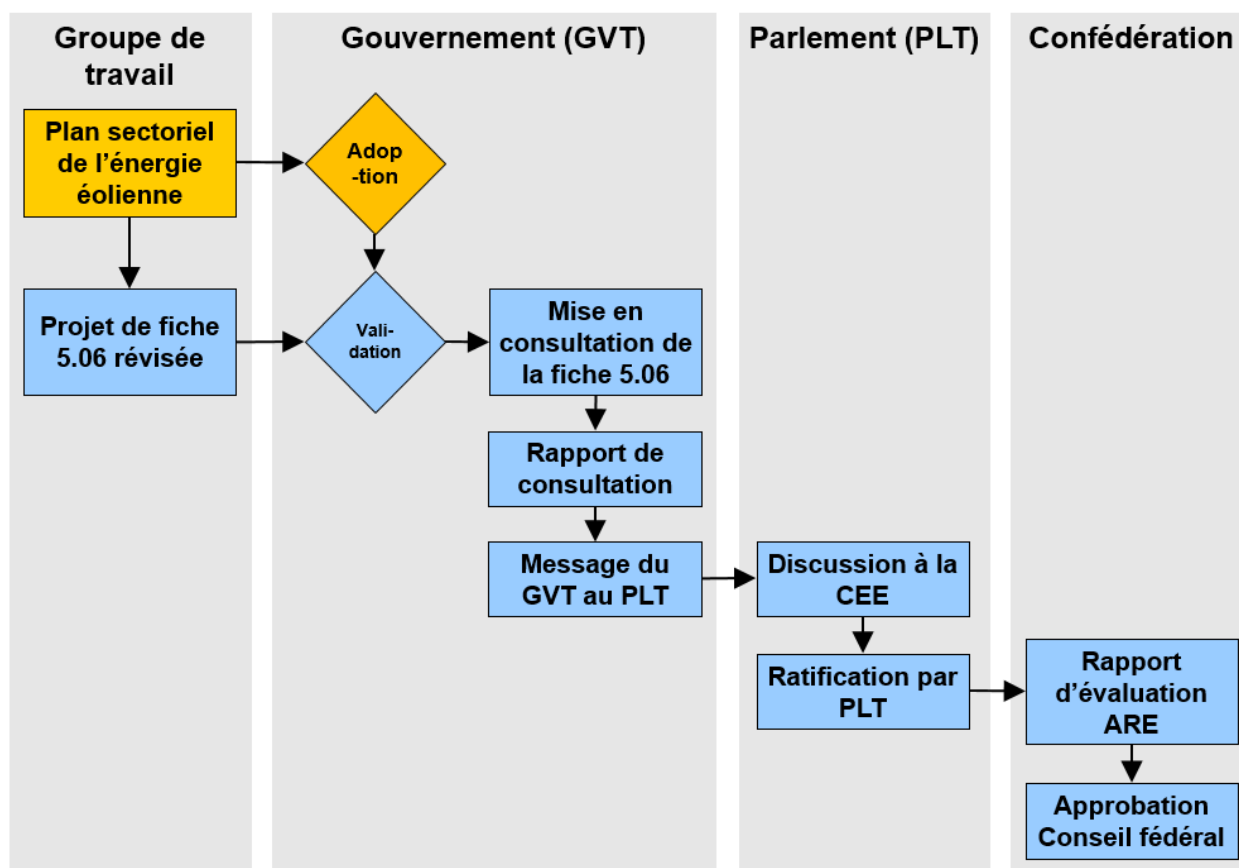 Groupe de
travail
Gouvernement (GVT)
Parlement (PLT)
Confédération
Plan sectoriel
de l’énergie
éolienne
Adop
-tion
Projet de fiche
5.06 révisée
Vali-
dation
Mise en
consultation de
la fiche 5.06
Rapport de
consultation
Message du
GVT au PLT
Discussion à la
CEE
Ratification par
PLT
Rapport
d’évaluation
ARE
Approbation
Conseil fédéral